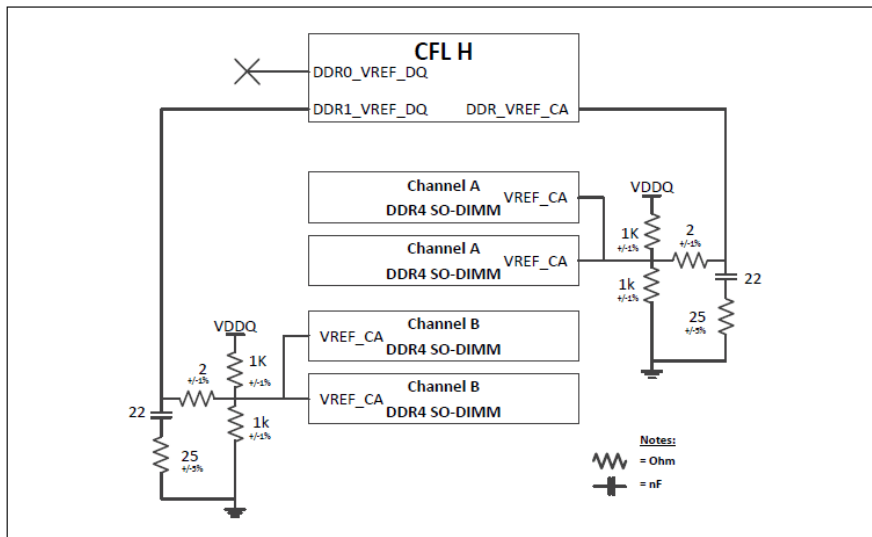 CFL H
DDR0_VREF_DQ
DDR1_VREF_DQ DDR_VREF_CA
Channel A
DDR4 SO-DIMM
VREF_CA
Channel A
DDR4 SO-DIMM
VREF_CA
VDDQ
1K
+/-1%
2
+/-1%
1k
+/-1%
22
25
+/-5%
Channel B
DDR4 SO-DIMM
VREF_CA
Channel B
DDR4 SO-DIMM
VREF_CA
VDDQ
2
+/-1%
1K
+/-1%
22
1k
+/-1%
25
+/-5%
Notes:
= Ohm
= nF